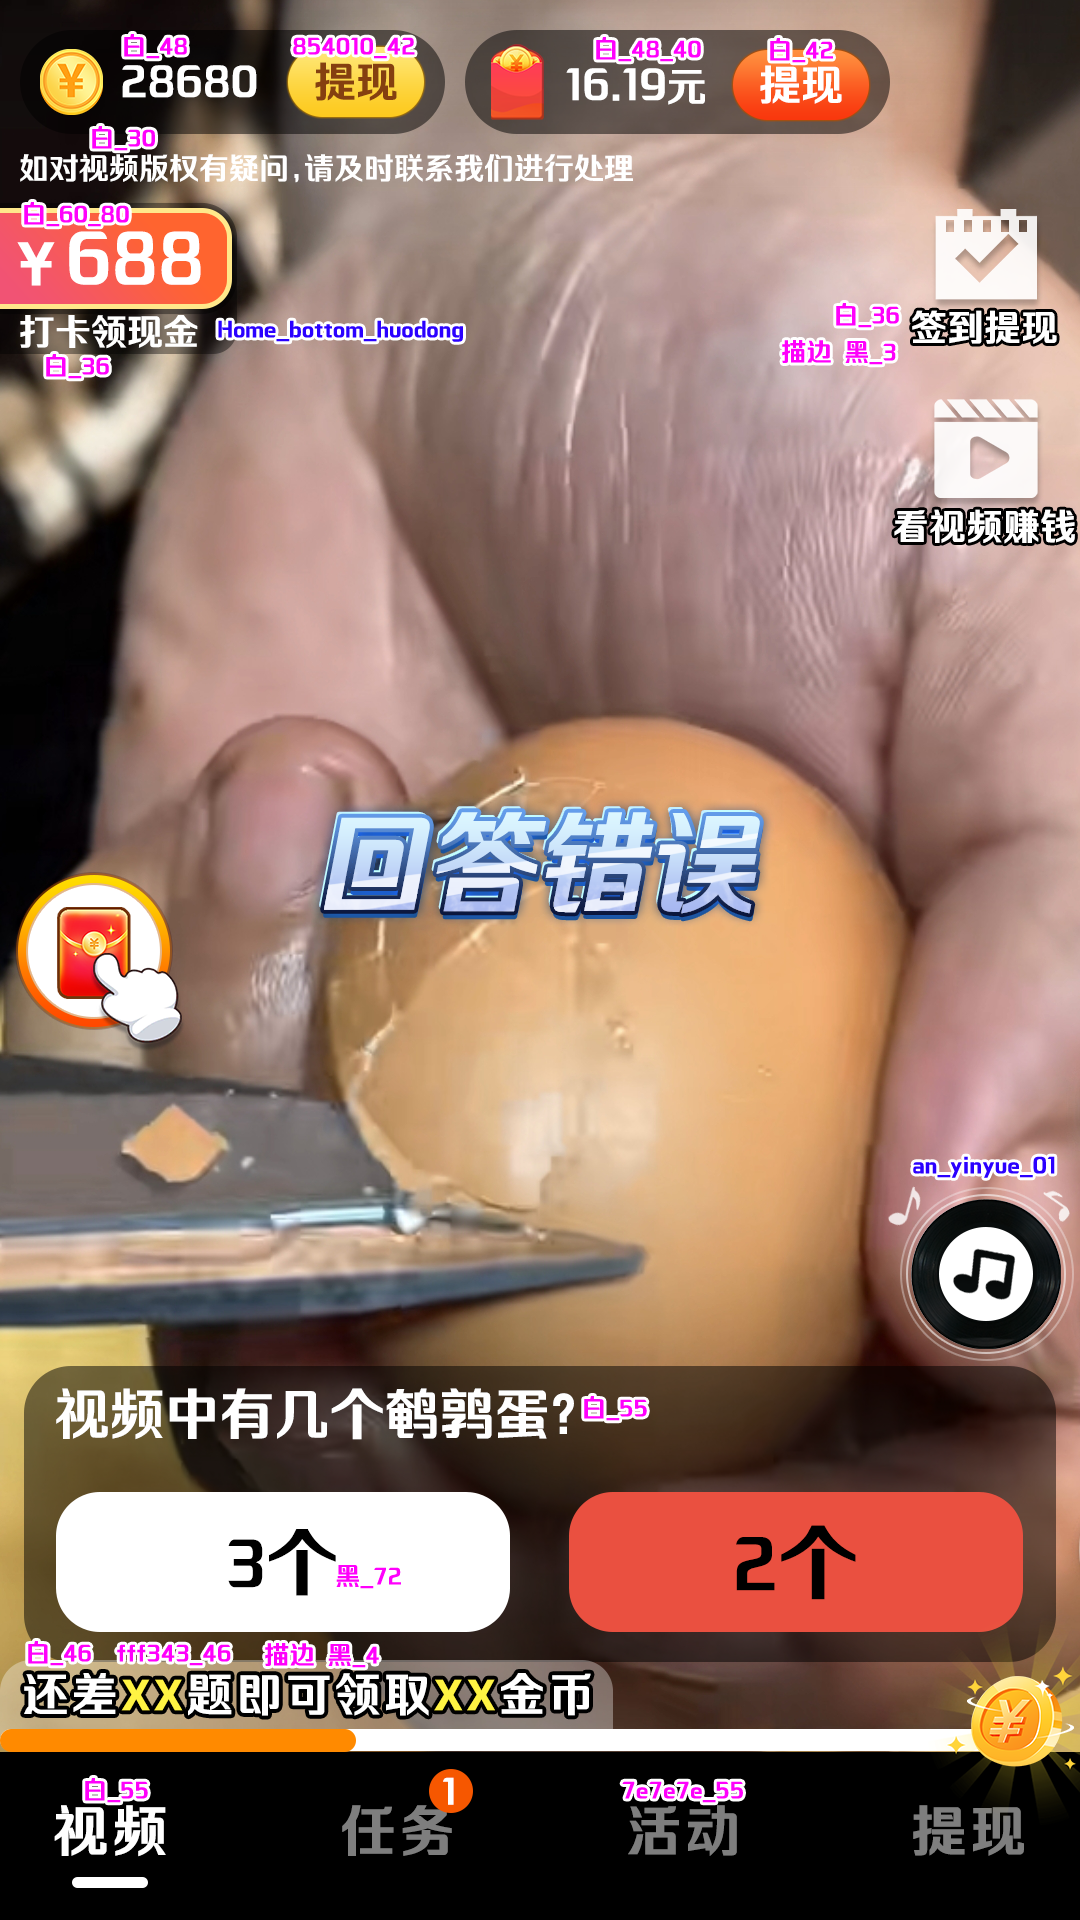 白_48
854010_42
白_48_40
白_42
28680
提现
16.19元
提现
白_30
如对视频版权有疑问,请及时联系我们进行处理
白_60_80
¥688
打卡领现金
Home_bottom_huodong
白_36
白_36
签到提现
描边 黑_3
看视频赚钱
回答错误
an_yinyue_01
视频中有几个鹌鹑蛋?
白_55
3个
黑_72
2个
白_46 fff343_46 描边 黑_4
还差XX题即可领取XX金币
白_55
1
7e7e7e_55
视频
任务
活动
提现